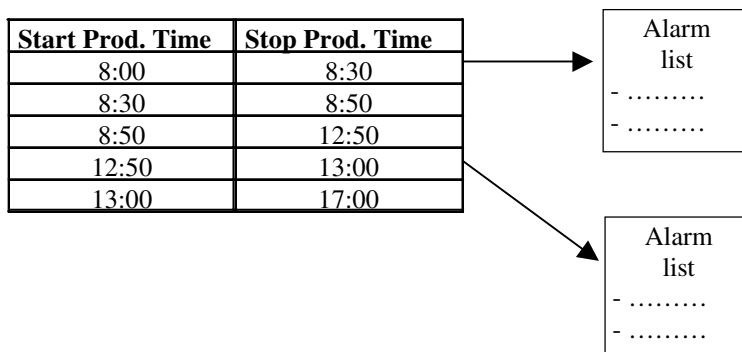 Start Prod. Time Stop Prod. Time
8:00 8:30
8:30 8:50
8:50 12:50
12:50 13:00
13:00 17:00
Alarm
list
- ………
- ………
Alarm
list
- ………
- ………